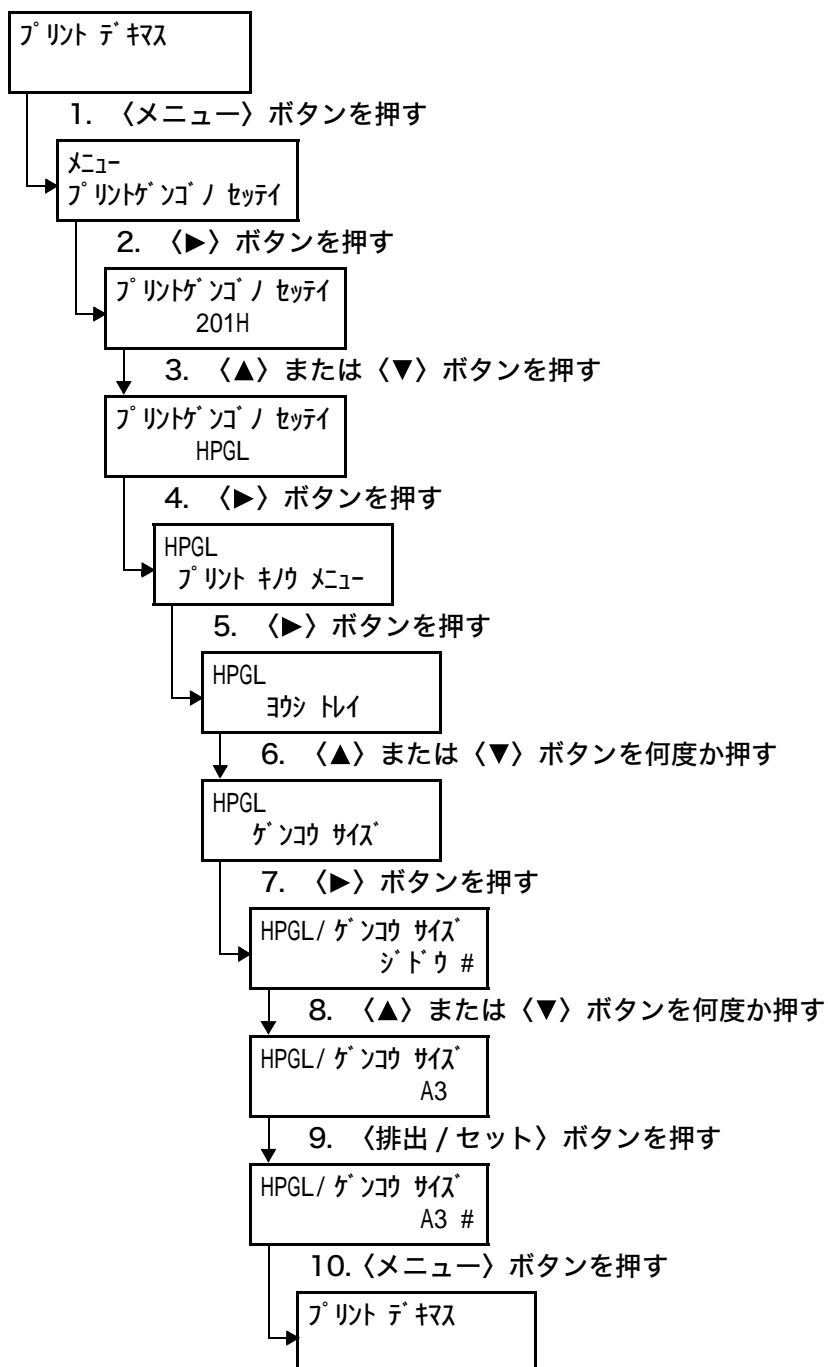 ﾌﾟﾘﾝﾄ ﾃﾞｷﾏｽ
1. 〈メニュー〉ボタンを押す
ﾒﾆｭｰ
ﾌﾟﾘﾝﾄｹﾞﾝｺﾞﾉ ｾｯﾃｲ
2. 〈▶〉ボタンを押す
ﾌﾟﾘﾝﾄｹﾞﾝｺﾞﾉ ｾｯﾃｲ
201H
3. 〈▲〉または〈▼〉ボタンを押す
ﾌﾟﾘﾝﾄｹﾞﾝｺﾞﾉ ｾｯﾃｲ
HPGL
4. 〈▶〉ボタンを押す
HPGL
ﾌﾟﾘﾝﾄ ｷﾉｳ ﾒﾆｭｰ
5. 〈▶〉ボタンを押す
HPGL
ﾖｳｼ ﾄﾚｲ
6. 〈▲〉または〈▼〉ボタンを何度か押す
HPGL
ｹﾞﾝｺｳ ｻｲｽﾞ
7. 〈▶〉ボタンを押す
HPGL/ｹﾞﾝｺｳ ｻｲｽﾞ
ｼﾞﾄﾞｳ #
8. 〈▲〉または〈▼〉ボタンを何度か押す
HPGL/ｹﾞﾝｺｳ ｻｲｽﾞ
A3
9. 〈排出 / セット〉ボタンを押す
HPGL/ｹﾞﾝｺｳ ｻｲｽﾞ
A3 #
10.〈メニュー〉ボタンを押す
ﾌﾟﾘﾝﾄ ﾃﾞｷﾏｽ